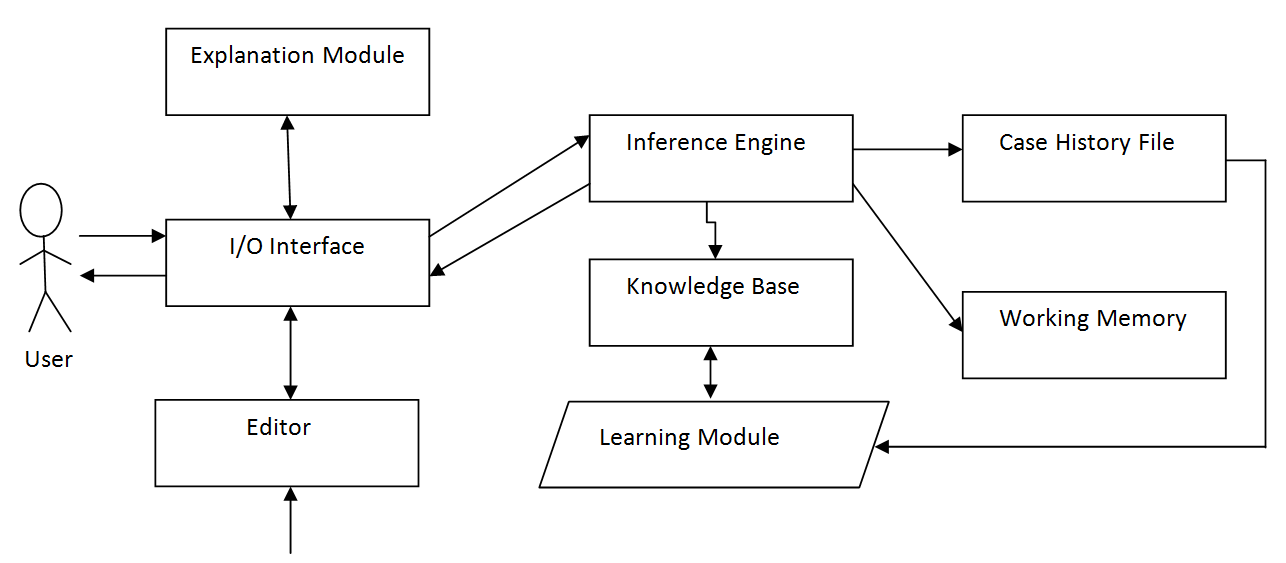 Explanation Module
Inference Engine
Case History File
I/O Interface
Knowledge Base
Working Memory
User
Editor
Learning Module